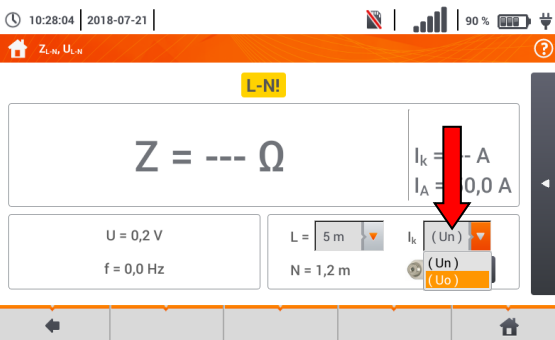 10:28:04 2018-07-21 90 %
ZL-N, UL-N
L-N!
Z = --- Ω
Ik = -- A
IA = 0,0 A
U = 0,2 V
f = 0,0 Hz
L = 5 m
N = 1,2 m
Ik (Un)
(Un)
(Uo)